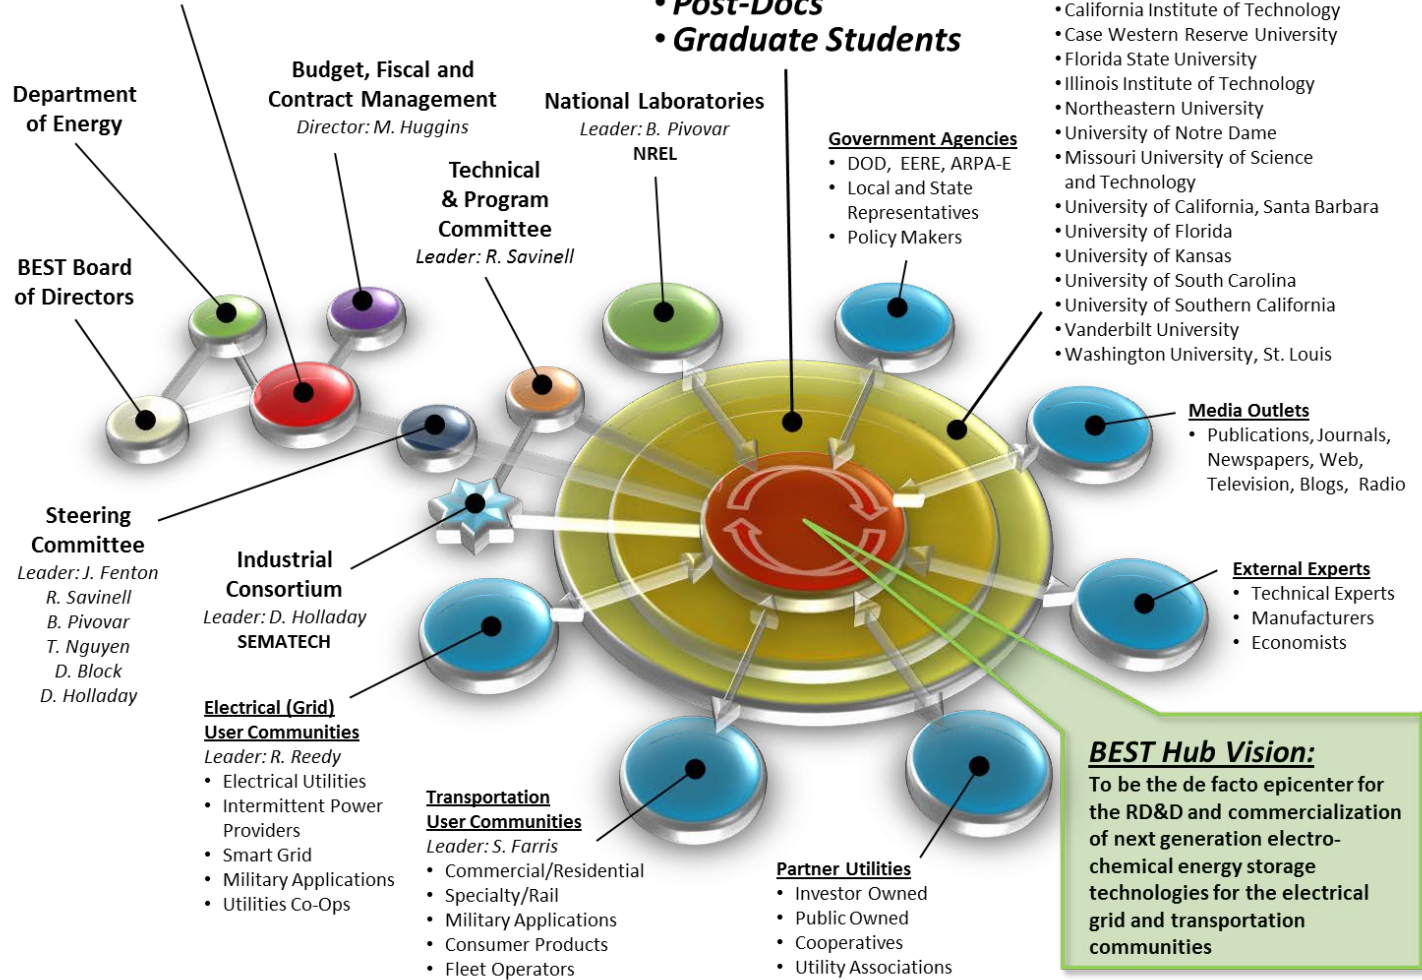 • Post-Docs
• Graduate Students
• California Institute of Technology
• Case Western Reserve University
• Florida State University
• Illinois Institute of Technology
• Northeastern University
• University of Notre Dame
• Missouri University of Science
and Technology
• University of California, Santa Barbara
• University of Florida
• University of Kansas
• University of South Carolina
• University of Southern California
• Vanderbilt University
• Washington University, St. Louis
Department
of Energy
Budget, Fiscal and
Contract Management
Director: M. Huggins
National Laboratories
Leader: B. Pivovar
NREL
Government Agencies
• DOD, EERE, ARPA-E
• Local and State
Representatives
• Policy Makers
Technical
& Program
Committee
Leader: R. Savinell
BEST Board
of Directors
Media Outlets
• Publications, Journals,
Newspapers, Web,
Television, Blogs, Radio
Steering
Committee
Leader: J. Fenton
R. Savinell
B. Pivovar
T. Nguyen
D. Block
D. Holladay
Industrial
Consortium
Leader: D. Holladay
SEMATECH
External Experts
• Technical Experts
• Manufacturers
• Economists
Electrical (Grid)
User Communities
Leader: R. Reedy
• Electrical Utilities
• Intermittent Power
Providers
• Smart Grid
• Military Applications
• Utilities Co-Ops
Transportation
User Communities
Leader: S. Farris
• Commercial/Residential
• Specialty/Rail
• Military Applications
• Consumer Products
• Fleet Operators
Partner Utilities
• Investor Owned
• Public Owned
• Cooperatives
• Utility Associations
BEST Hub Vision:
To be the de facto epicenter for
the RD&D and commercialization
of next generation electro-
chemical energy storage
technologies for the electrical
grid and transportation
communities